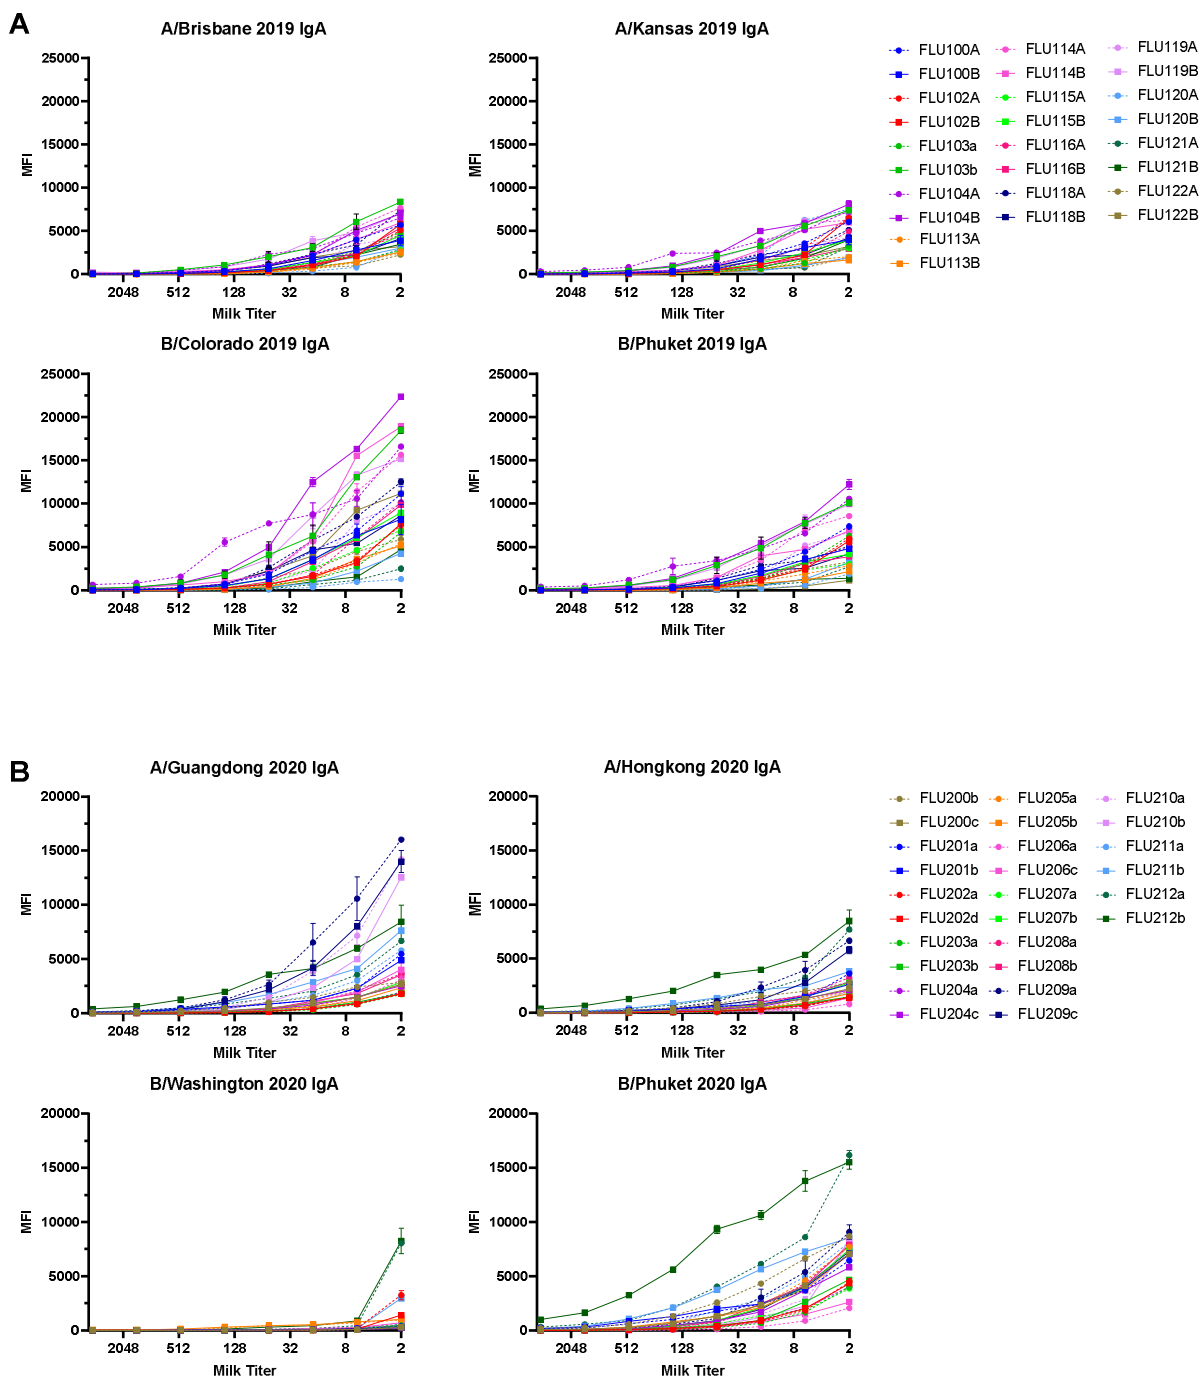 A
A/Brisbane 2019 IgA
25000
20000
15000
10000
5000
0
MFI
2048 512 128 32 8 2
Milk Titer
A/Kansas 2019 IgA
25000
20000
15000
10000
5000
0
MFI
2048 512 128 32 8 2
Milk Titer
FLU100A
FLU100B
FLU102A
FLU102B
FLU103a
FLU103b
FLU104A
FLU104B
FLU113A
FLU113B
FLU114A
FLU114B
FLU115A
FLU115B
FLU116A
FLU116B
FLU118A
FLU118B
FLU119A
FLU119B
FLU120A
FLU120B
FLU121A
FLU121B
FLU122A
FLU122B
B/Colorado 2019 IgA
25000
20000
15000
10000
5000
0
MFI
2048 512 128 32 8 2
Milk Titer
B/Phuket 2019 IgA
25000
20000
15000
10000
5000
0
MFI
2048 512 128 32 8 2
Milk Titer
B
A/Guangdong 2020 IgA
20000
15000
10000
5000
0
MFI
2048 512 128 32 8 2
Milk Titer
A/Hongkong 2020 IgA
20000
15000
10000
5000
0
MFI
2048 512 128 32 8 2
Milk Titer
FLU200b
FLU200c
FLU201a
FLU201b
FLU202a
FLU202d
FLU203a
FLU203b
FLU204a
FLU204c
FLU205a
FLU205b
FLU206a
FLU206c
FLU207a
FLU207b
FLU208a
FLU208b
FLU209a
FLU209c
FLU210a
FLU210b
FLU211a
FLU211b
FLU212a
FLU212b
B/Washington 2020 IgA
20000
15000
10000
5000
0
MFI
2048 512 128 32 8 2
Milk Titer
B/Phuket 2020 IgA
20000
15000
10000
5000
0
MFI
2048 512 128 32 8 2
Milk Titer